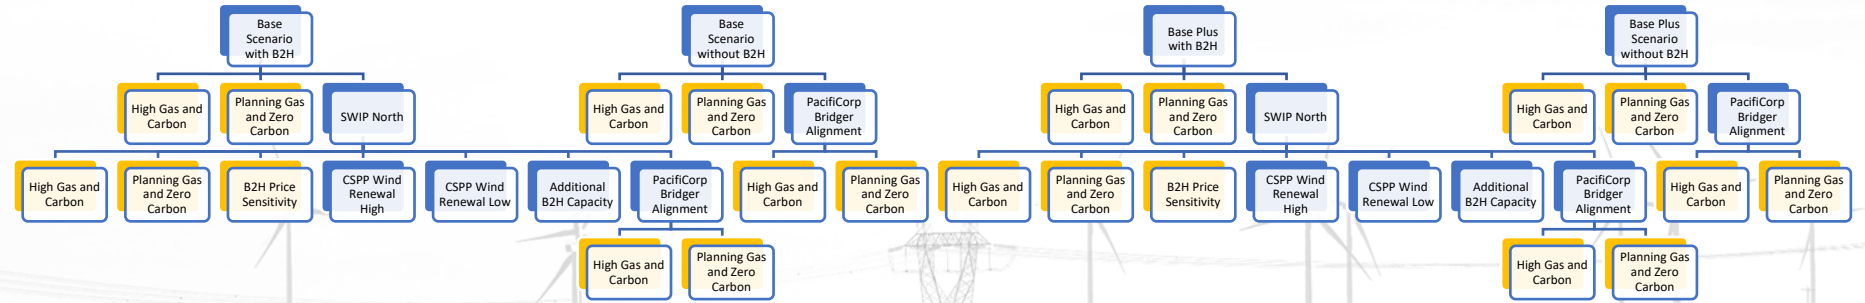 Base
Scenario
with B2H
Base
Scenario
without B2H
Base Plus
with B2H
Base Plus
Scenario
without B2H
High Gas and
Carbon
Planning Gas
and Zero
Carbon
SWIP North
High Gas and
Carbon
Planning Gas
and Zero
Carbon
PacifiCorp
Bridger
Alignment
High Gas and
Carbon
Planning Gas
and Zero
Carbon
SWIP North
High Gas and
Carbon
Planning Gas
and Zero
Carbon
PacifiCorp
Bridger
Alignment
High Gas and
Carbon
Planning Gas
and Zero
Carbon
B2H Price
Sensitivity
CSPP Wind
Renewal
High
CSPP Wind
Renewal Low
Additional
B2H Capacity
PacifiCorp
Bridger
Alignment
High Gas and
Carbon
Planning Gas
and Zero
Carbon
High Gas and
Carbon
Planning Gas
and Zero
Carbon
B2H Price
Sensitivity
CSPP Wind
Renewal
High
CSPP Wind
Renewal Low
Additional
B2H Capacity
PacifiCorp
Bridger
Alignment
High Gas and
Carbon
Planning Gas
and Zero
Carbon
High Gas and
Carbon
Planning Gas
and Zero
Carbon
High Gas and
Carbon
Planning Gas
and Zero
Carbon